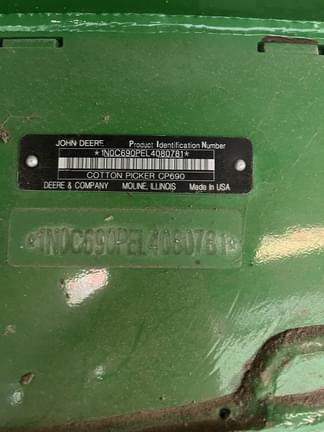 JOHN DEERE Product Identification Number
*1N0C690PEL4080781*
COTTON PICKER CP690
DEERE & COMPANY MOLINE, ILLINOIS Made In USA
*1N0C690PEL4080781*